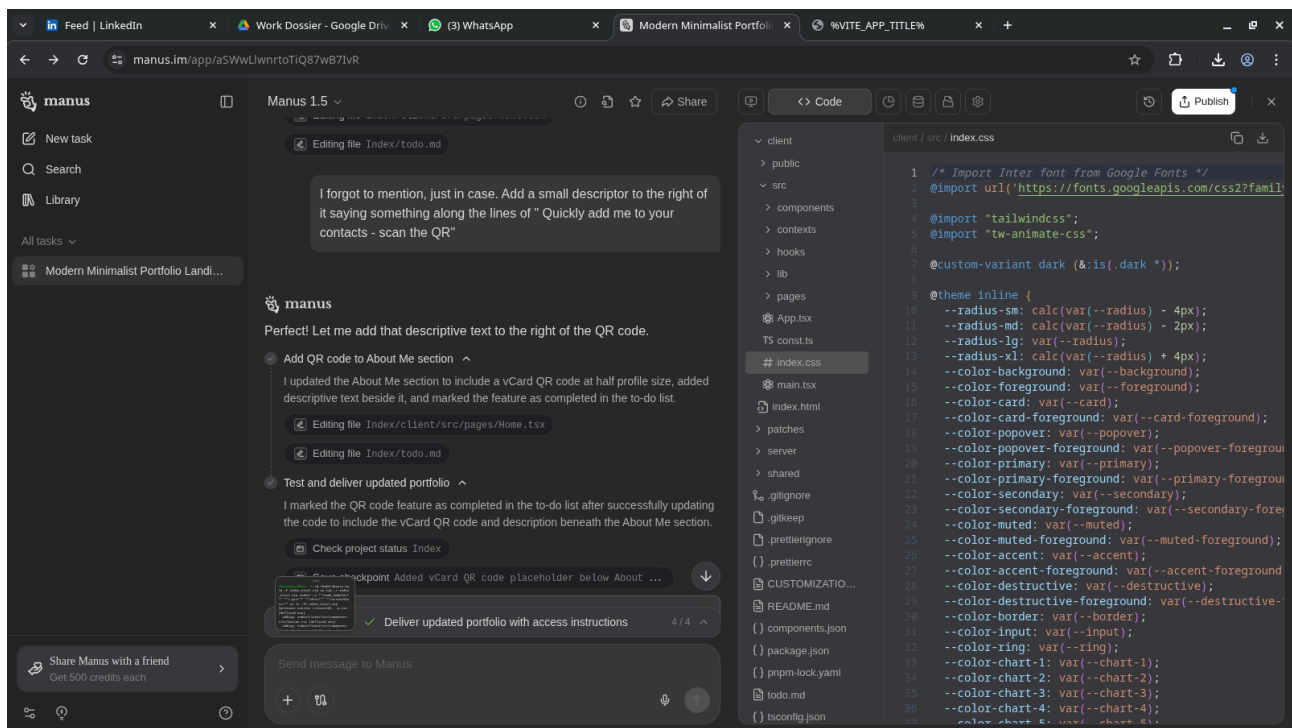 Feed | LinkedIn
Work Dossier - Google Driv
(3) WhatsApp
Modern Minimalist Portfoli
%VITE_APP_TITLE%
manus.im/app/aSWwLlwnrtoTiQ87wB7IvR
manus
New task
Search
Library
All tasks
Modern Minimalist Portfolio Landi...
Share Manus with a friend
Get 500 credits each
Manus 1.5
Share
Editing file Index/todo.md
I forgot to mention, just in case. Add a small descriptor to the right of
it saying something along the lines of " Quickly add me to your
contacts - scan the QR"
manus
Perfect! Let me add that descriptive text to the right of the QR code.
Add QR code to About Me section
I updated the About Me section to include a vCard QR code at half profile size, added
descriptive text beside it, and marked the feature as completed in the to-do list.
Editing file Index/client/src/pages/Home.tsx
Editing file Index/todo.md
Test and deliver updated portfolio
I marked the QR code feature as completed in the to-do list after successfully updating
the code to include the vCard QR code and description beneath the About Me section.
Check project status Index
Save checkpoint Added vCard QR code placeholder below About ...
Deliver updated portfolio with access instructions
4/4
Send message to Manus
<> Code
Publish
client
public
src
components
contexts
hooks
lib
pages
App.tsx
TS const.ts
# index.css
main.tsx
index.html
patches
server
shared
.gitignore
.gitkeep
.prettierignore
{ } .prettierrc
CUSTOMIZATIO...
README.md
{ } components.json
{ } package.json
{ } pnpm-lock.yaml
todo.md
{ } tsconfig.json
client / src / index.css
1 /* Import Inter font from Google Fonts */
2 @import url('https://fonts.googleapis.com/css2?famil
3
4 @import "tailwindcss";
5 @import "tw-animate-css";
6
7 @custom-variant dark (&:is(.dark *));
8
9 @theme inline {
10 --radius-sm: calc(var(--radius) - 4px);
11 --radius-md: calc(var(--radius) - 2px);
12 --radius-lg: var(--radius);
13 --radius-xl: calc(var(--radius) + 4px);
14 --color-background: var(--background);
15 --color-foreground: var(--foreground);
16 --color-card: var(--card);
17 --color-card-foreground: var(--card-foreground);
18 --color-popover: var(--popover);
19 --color-popover-foreground: var(--popover-foregroun
20 --color-primary: var(--primary);
21 --color-primary-foreground: var(--primary-foregroun
22 --color-secondary: var(--secondary);
23 --color-secondary-foreground: var(--secondary-foreg
24 --color-muted: var(--muted);
25 --color-muted-foreground: var(--muted-foreground);
26 --color-accent: var(--accent);
27 --color-accent-foreground: var(--accent-foreground
28 --color-destructive: var(--destructive);
29 --color-destructive-foreground: var(--destructive-
30 --color-border: var(--border);
31 --color-input: var(--input);
32 --color-ring: var(--ring);
33 --color-chart-1: var(--chart-1);
34 --color-chart-2: var(--chart-2);
35 --color-chart-3: var(--chart-3);
36 --color-chart-4: var(--chart-4);
37 --color-chart-5: var(--chart-5);